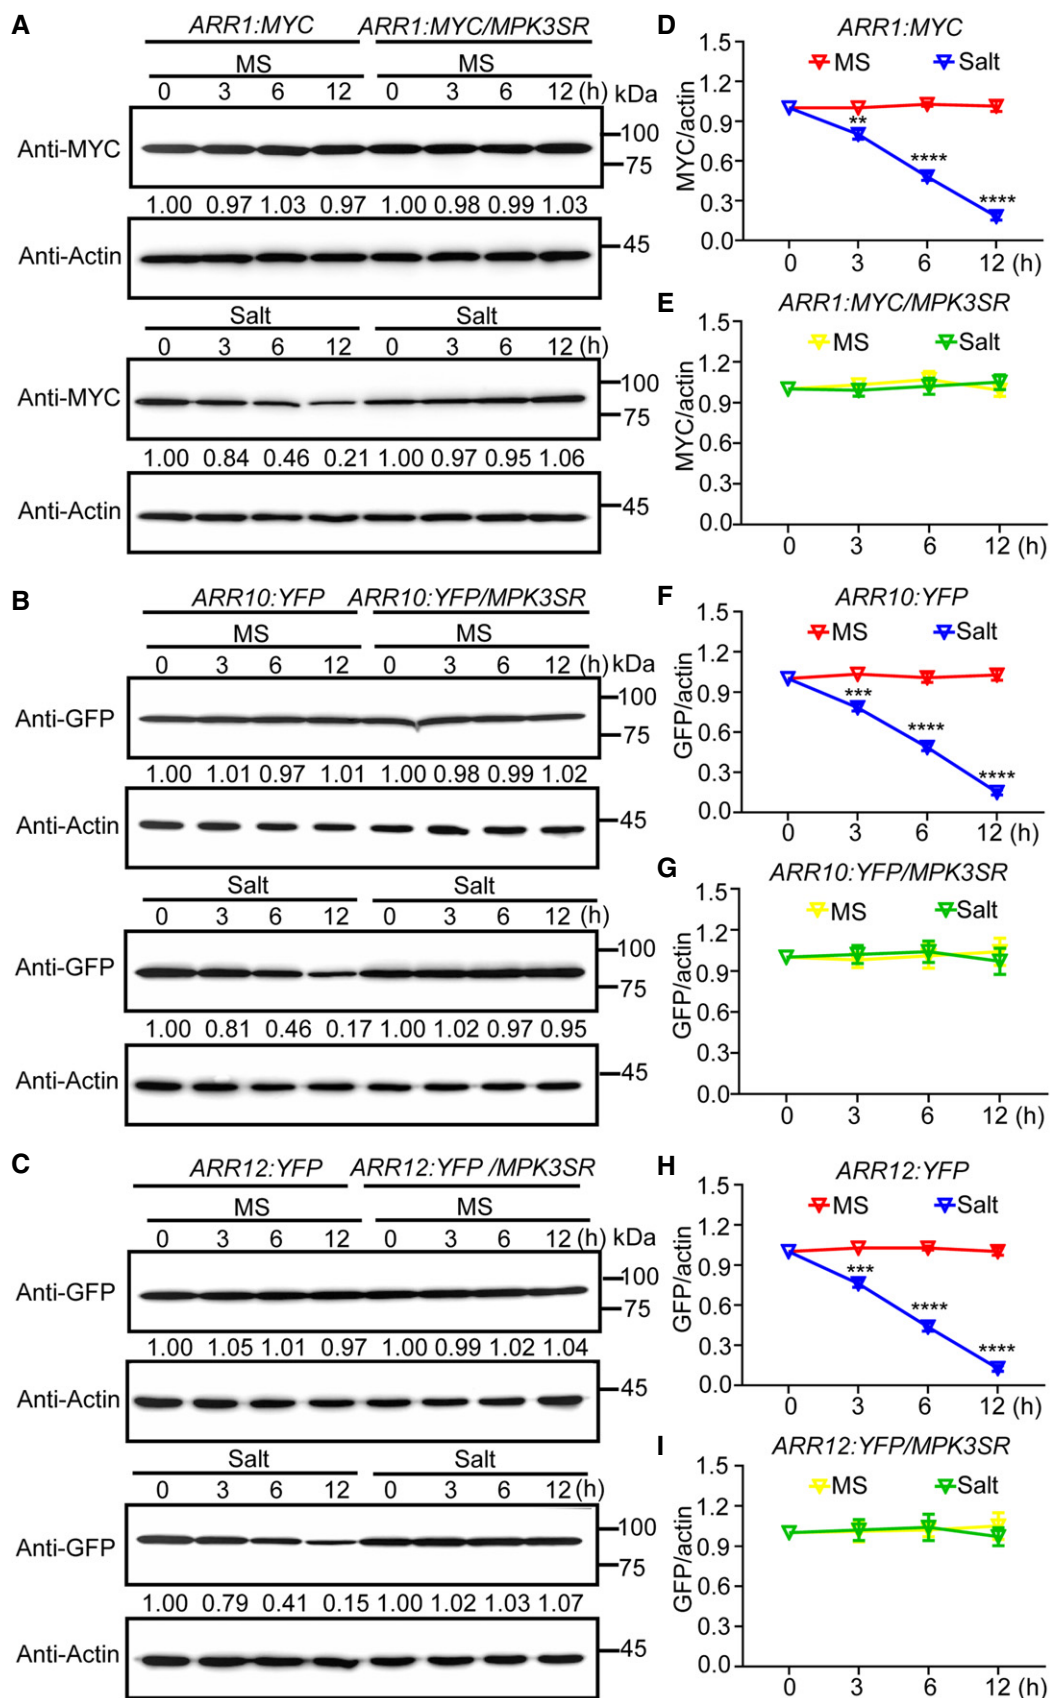 A
ARR1:MYC ARR1:MYC/MPK3SR
MS MS
0 3 6 12 0 3 6 12 (h) kDa
Anti-MYC
100
75
1.00 0.97 1.03 0.97 1.00 0.98 0.99 1.03
Anti-Actin
45
Salt Salt
0 3 6 12 0 3 6 12 (h)
Anti-MYC
100
75
1.00 0.84 0.46 0.21 1.00 0.97 0.95 1.06
Anti-Actin
45
B
ARR10:YFP ARR10:YFP/MPK3SR
MS MS
0 3 6 12 0 3 6 12 (h) kDa
Anti-GFP
100
75
1.00 1.01 0.97 1.01 1.00 0.98 0.99 1.02
Anti-Actin
45
Salt Salt
0 3 6 12 0 3 6 12 (h)
Anti-GFP
100
75
1.00 0.81 0.46 0.17 1.00 1.02 0.97 0.95
Anti-Actin
45
C
ARR12:YFP ARR12:YFP /MPK3SR
MS MS
0 3 6 12 0 3 6 12 (h) kDa
Anti-GFP
100
75
1.00 1.05 1.01 0.97 1.00 0.99 1.02 1.04
Anti-Actin
45
Salt Salt
0 3 6 12 0 3 6 12 (h)
Anti-GFP
100
75
1.00 0.79 0.41 0.15 1.00 1.02 1.03 1.07
Anti-Actin
45
D
ARR1:MYC
MS Salt
MYC/actin
1.5
1.2
0.9
0.6
0.3
0.0
**
****
****
0 3 6 12 (h)
E
ARR1:MYC/MPK3SR
MS Salt
MYC/actin
1.5
1.2
0.9
0.6
0.3
0.0
0 3 6 12 (h)
F
ARR10:YFP
MS Salt
GFP/actin
1.5
1.2
0.9
0.6
0.3
0.0
***
****
****
0 3 6 12 (h)
G
ARR10:YFP/MPK3SR
MS Salt
GFP/actin
1.5
1.2
0.9
0.6
0.3
0.0
0 3 6 12 (h)
H
ARR12:YFP
MS Salt
GFP/actin
1.5
1.2
0.9
0.6
0.3
0.0
***
****
****
0 3 6 12 (h)
I
ARR12:YFP/MPK3SR
MS Salt
GFP/actin
1.5
1.2
0.9
0.6
0.3
0.0
0 3 6 12 (h)